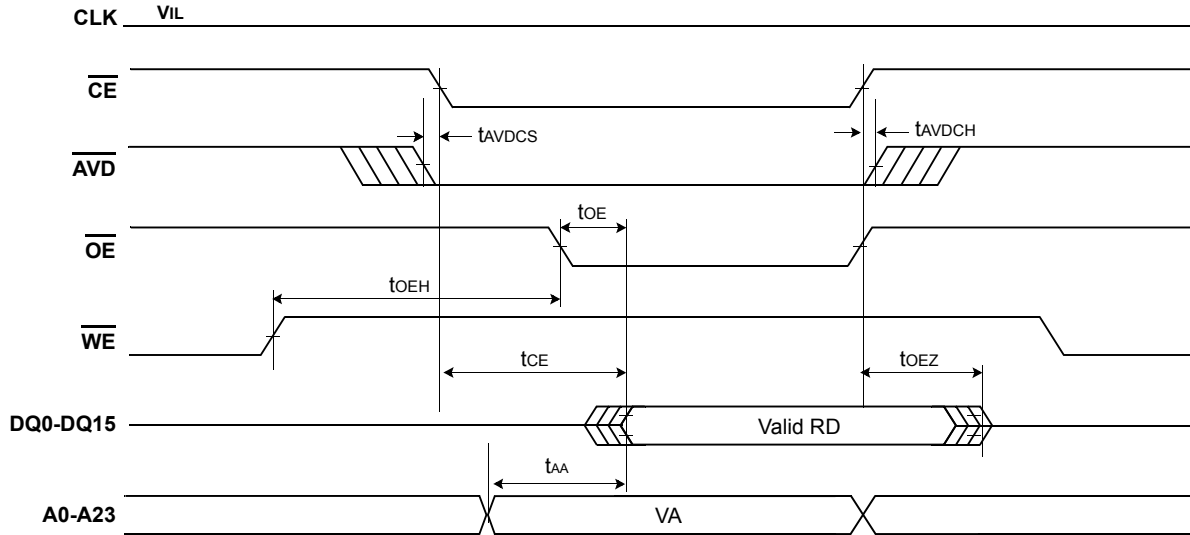 CLK VIL
CE
tAVDCS tAVDCH
AVD
tOE
OE
tOEH
WE
tCE tOEZ
DQ0-DQ15 Valid RD
tAA
A0-A23 VA